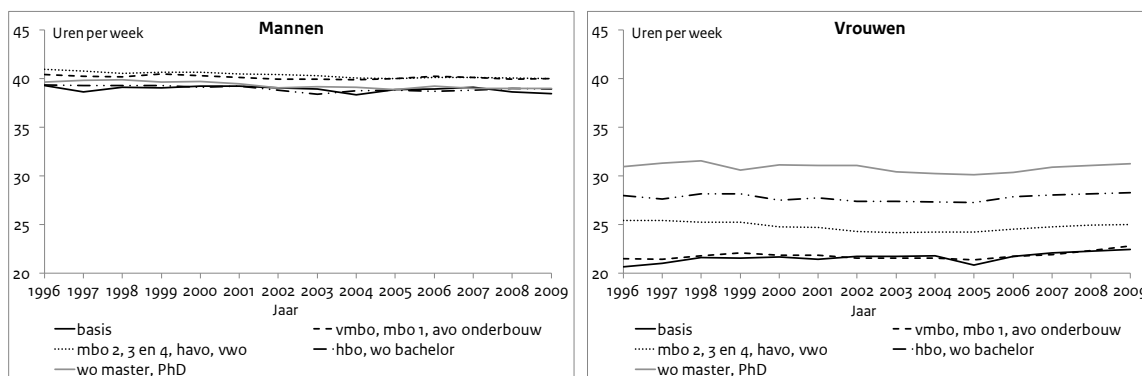 Mannen
Uren per week
45
40
35
30
25
20
1996 1997 1998 1999 2000 2001 2002 2003 2004 2005 2006 2007 2008 2009
Jaar
basis
vmbo, mbo 1, avo onderbouw
mbo 2, 3 en 4, havo, vwo
hbo, wo bachelor
wo master, PhD
Vrouwen
Uren per week
45
40
35
30
25
20
1996 1997 1998 1999 2000 2001 2002 2003 2004 2005 2006 2007 2008 2009
Jaar
basis
vmbo, mbo 1, avo onderbouw
mbo 2, 3 en 4, havo, vwo
hbo, wo bachelor
wo master, PhD